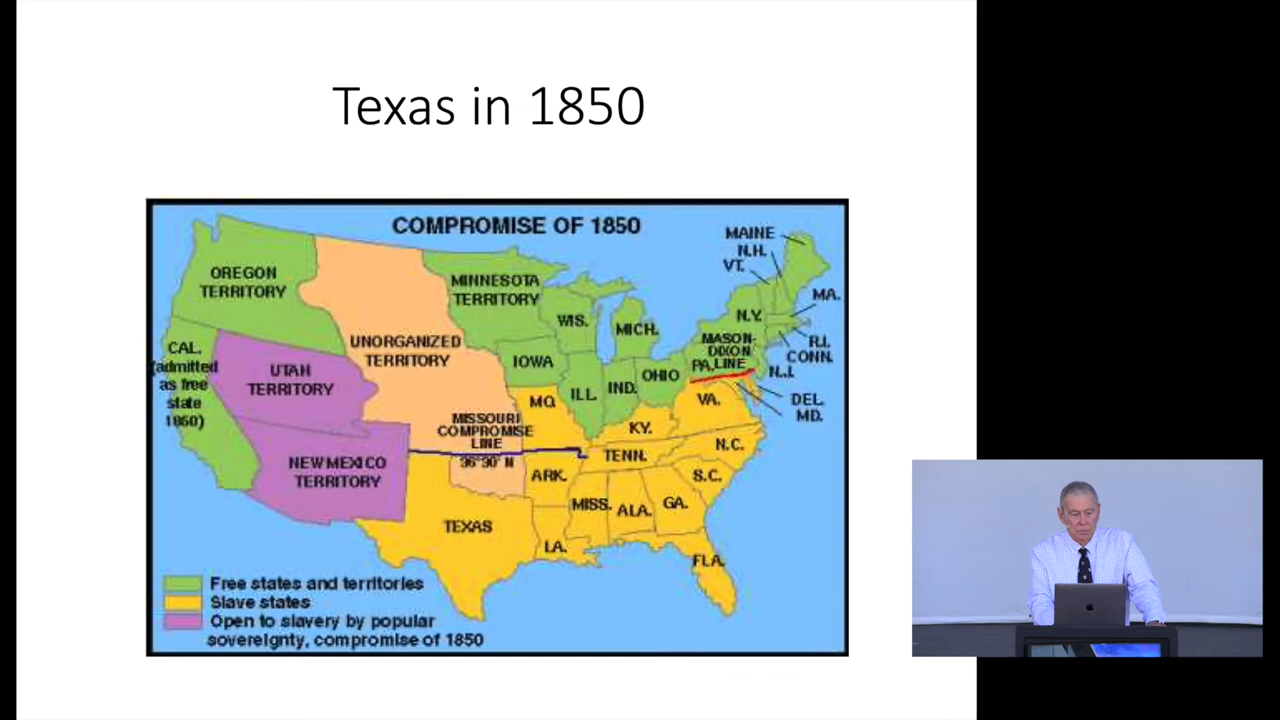 Texas in 1850
COMPROMISE OF 1850
MAINE
N.H.
VT.
OREGON
TERRITORY
MINNESOTA
TERRITORY
MA.
WIS.
N.Y.
MICH.
MASON-
DIXON
LINE
R.I.
CONN.
UNORGANIZED
TERRITORY
CAL.
(admitted
as free
state
1850)
IOWA
PA.
N.J.
UTAH
TERRITORY
OHIO
ILL.
IND.
DEL.
MD.
MO.
VA.
MISSOURI
COMPROMISE
LINE
KY.
36°30' N
N.C.
TENN.
NEW MEXICO
TERRITORY
ARK.
S.C.
MISS.
ALA.
GA.
TEXAS
LA.
FLA.
Free states and territories
Slave states
Open to slavery by popular
sovereignty, compromise of 1850